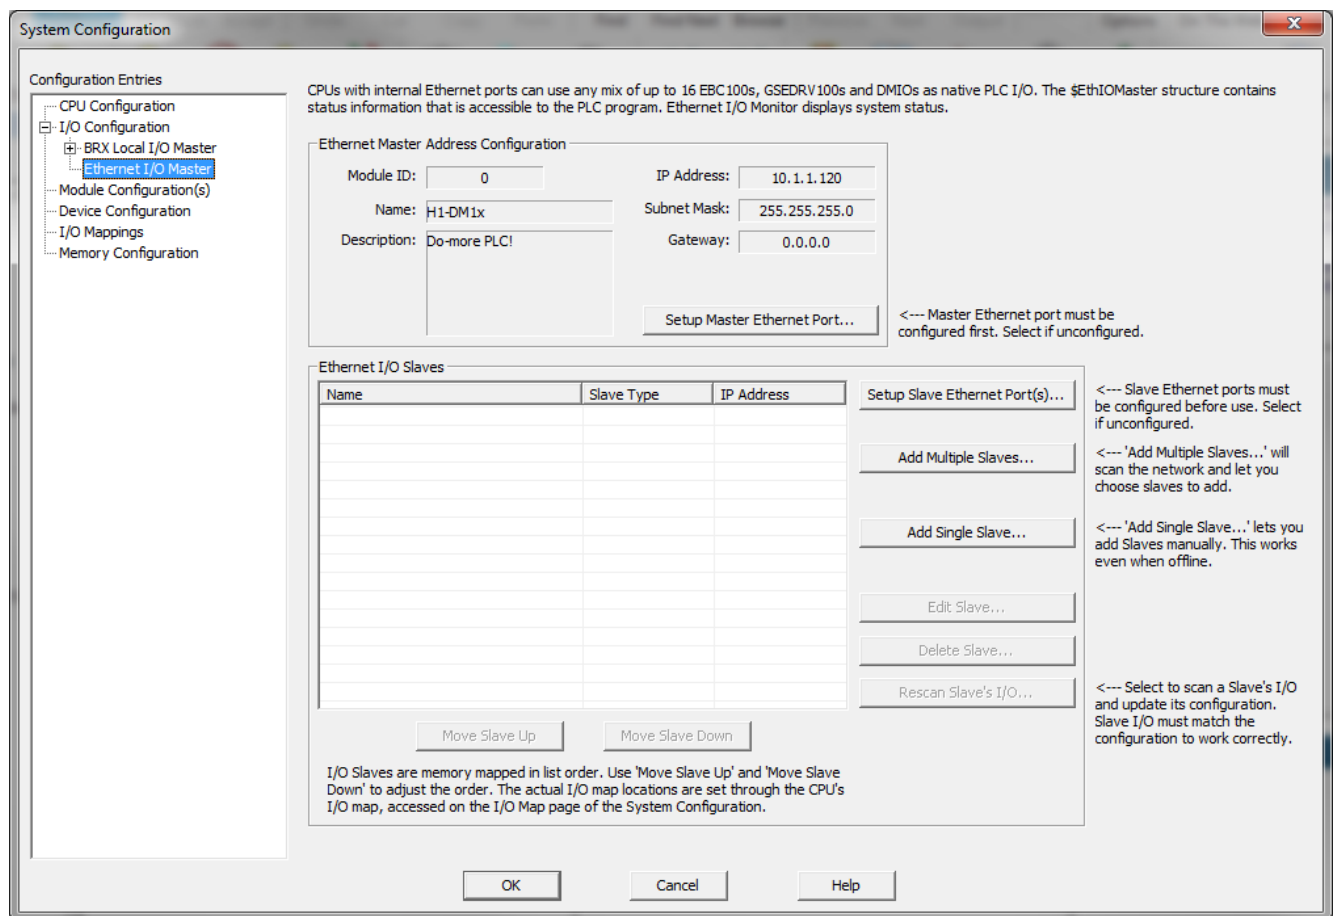 System Configuration
Configuration Entries
CPU Configuration
I/O Configuration
BRX Local I/O Master
Ethernet I/O Master
Module Configuration(s)
Device Configuration
I/O Mappings
Memory Configuration
CPUs with internal Ethernet ports can use any mix of up to 16 EBC100s, GSEDRV100s and DMIOs as native PLC I/O. The $EthIOMaster structure contains
status information that is accessible to the PLC program. Ethernet I/O Monitor displays system status.
Ethernet Master Address Configuration
Module ID: 0
Name: H1-DM1x
Description: Do-more PLC!
IP Address: 10.1.1.120
Subnet Mask: 255.255.255.0
Gateway: 0.0.0.0
Setup Master Ethernet Port...
<--- Master Ethernet port must be
configured first. Select if unconfigured.
Ethernet I/O Slaves
Name Slave Type IP Address
Setup Slave Ethernet Port(s)...
<--- Slave Ethernet ports must
be configured before use. Select
if unconfigured.
Add Multiple Slaves...
<--- 'Add Multiple Slaves...' will
scan the network and let you
choose slaves to add.
Add Single Slave...
<--- 'Add Single Slave...' lets you
add Slaves manually. This works
even when offline.
Edit Slave...
Delete Slave...
Rescan Slave's I/O...
<--- Select to scan a Slave's I/O
and update its configuration.
Slave I/O must match the
configuration to work correctly.
Move Slave Up Move Slave Down
I/O Slaves are memory mapped in list order. Use 'Move Slave Up' and 'Move Slave
Down' to adjust the order. The actual I/O map locations are set through the CPU's
I/O map, accessed on the I/O Map page of the System Configuration.
OK Cancel Help